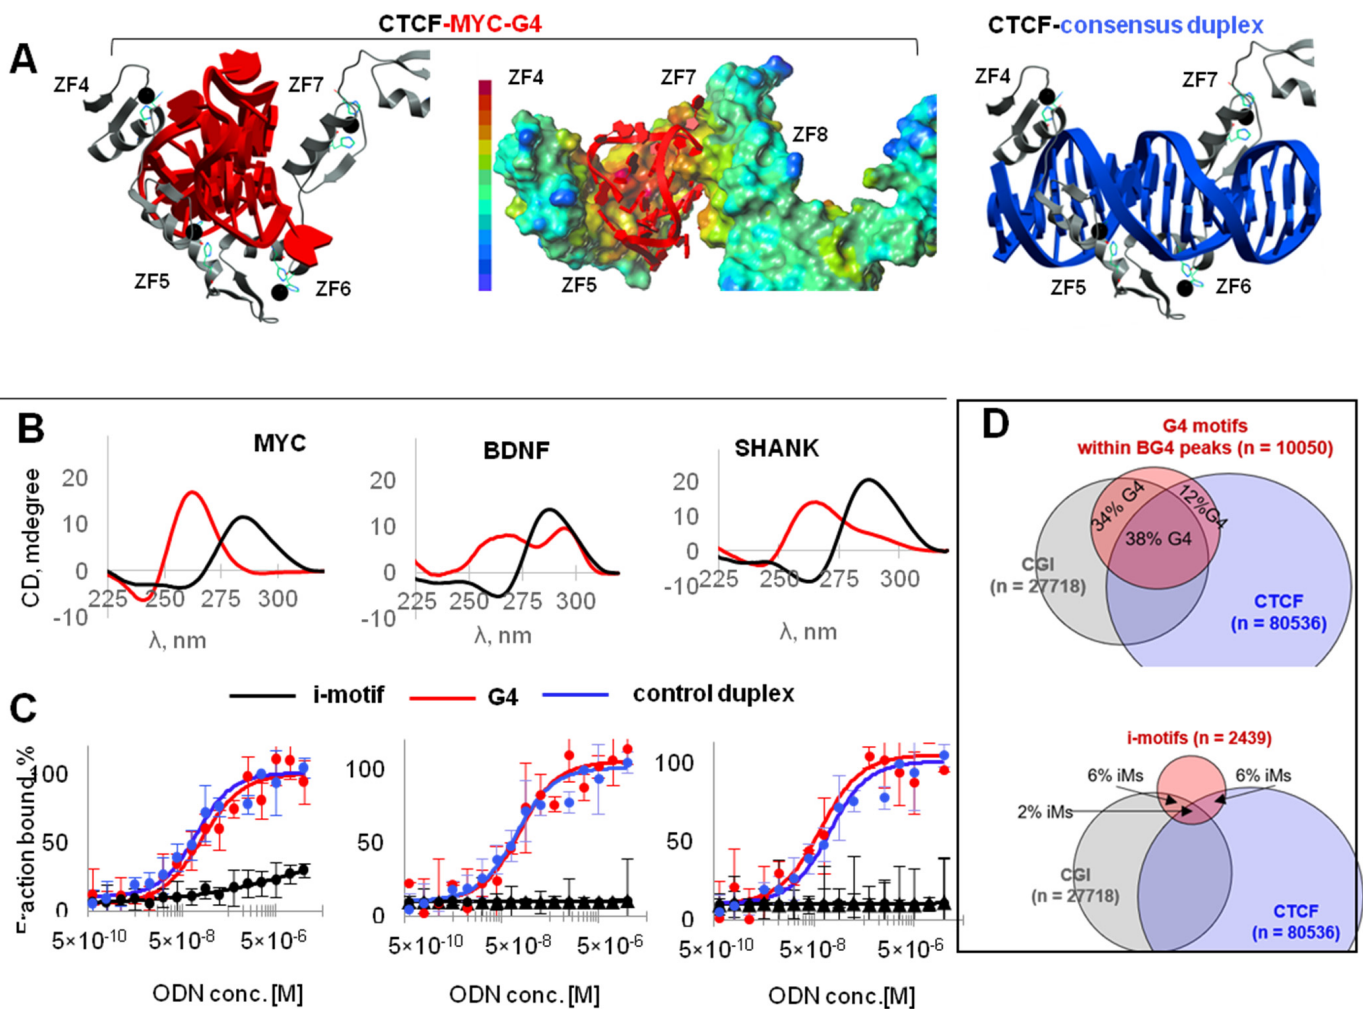 A
CTCF-MYC-G4
CTCF-consensus duplex
ZF4
ZF7
ZF5
ZF6
ZF4
ZF7
ZF8
ZF5
ZF4
ZF7
ZF5
ZF6
B
MYC
CD, mdegree
20
10
0
-10
225 250 275 300
λ, nm
BDNF
20
10
0
-10
225 250 275 300
λ, nm
SHANK
20
10
0
-10
225 250 275 300
λ, nm
C
i-motif
G4
control duplex
Fraction bound, %
100
50
0
5×10-10 5×10-8 5×10-6
ODN conc.[M]
100
50
0
5×10-10 5×10-8 5×10-6
ODN conc.[M]
100
50
0
5×10-10 5×10-8 5×10-6
ODN conc.[M]
D
G4 motifs
within BG4 peaks (n = 10050)
34% G4
12%G4
38% G4
CGI
(n = 27718)
CTCF
(n = 80536)
i-motifs (n = 2439)
6% iMs
6% iMs
2% iMs
CGI
(n = 27718)
CTCF
(n = 80536)